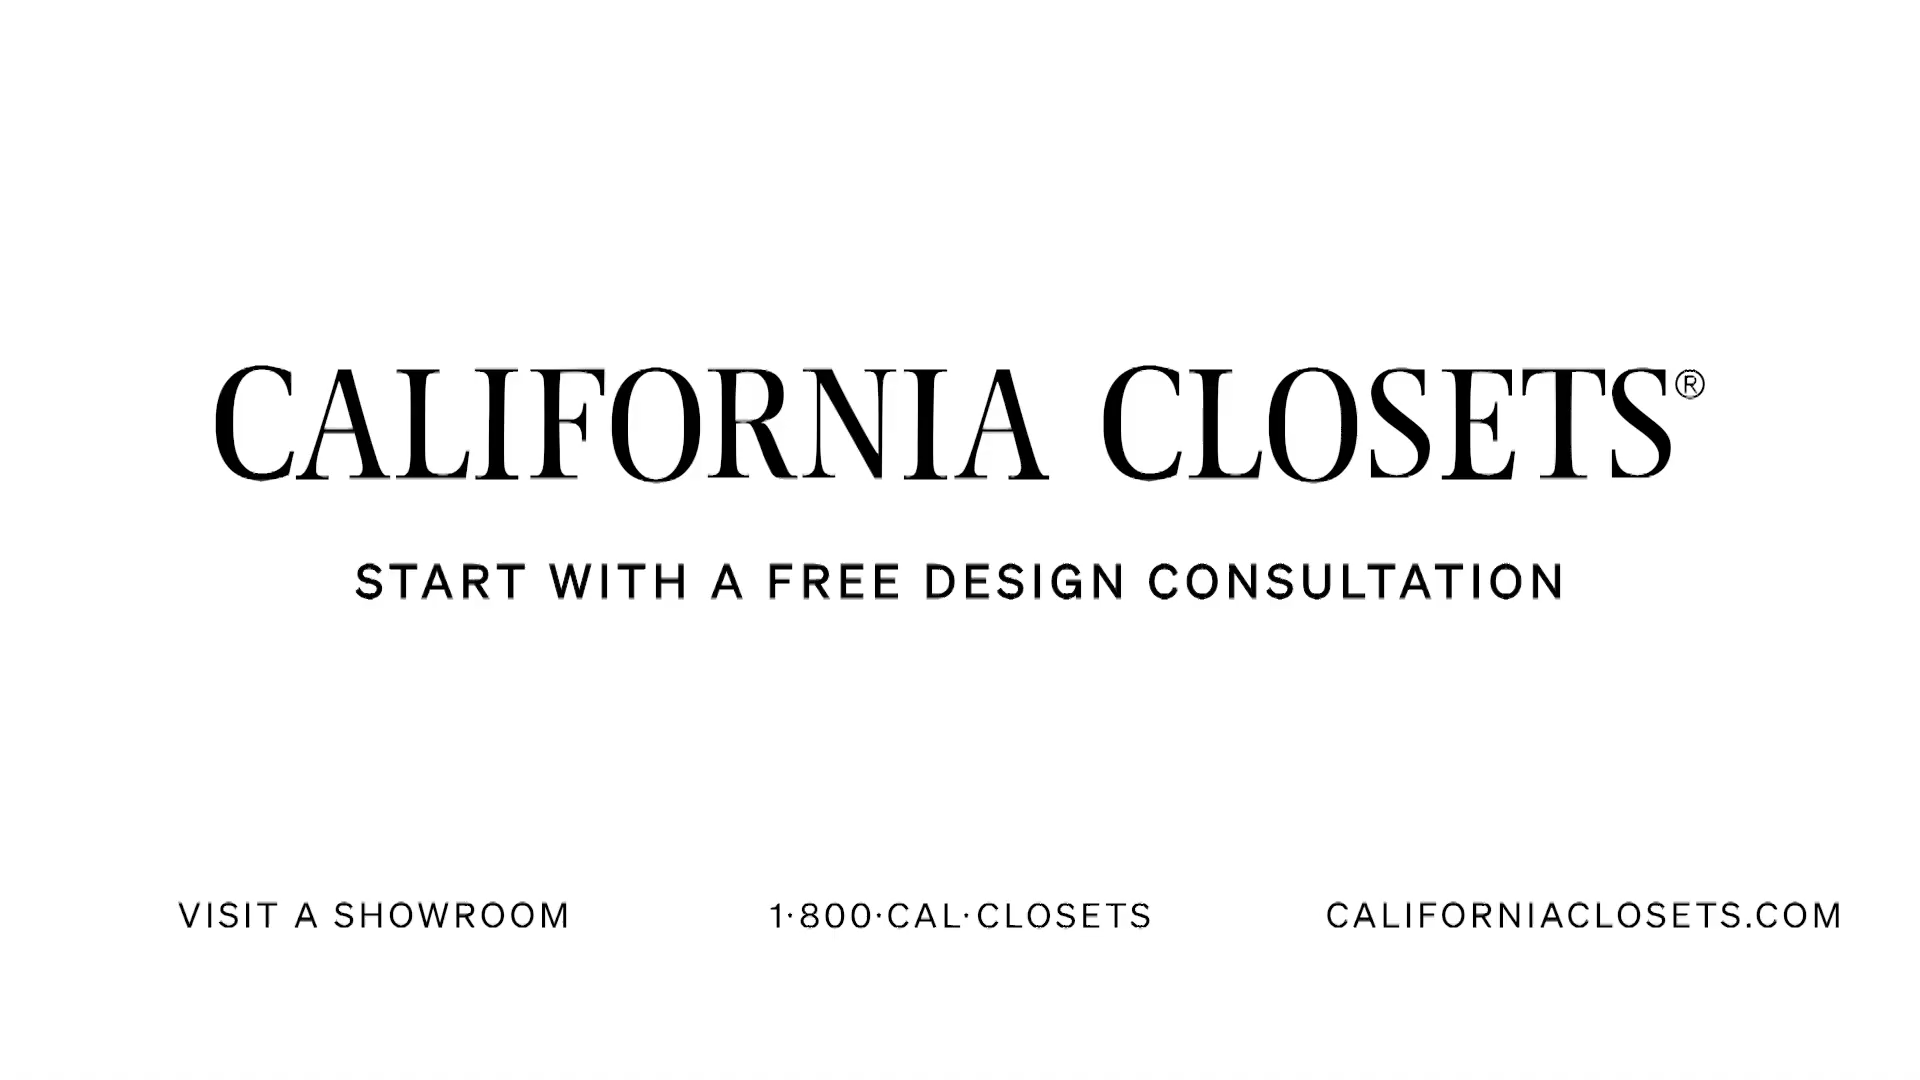 CALIFORNIA CLOSETS®
START WITH A FREE DESIGN CONSULTATION
VISIT A SHOWROOM
1·800·CAL·CLOSETS
CALIFORNIACLOSETS.COM